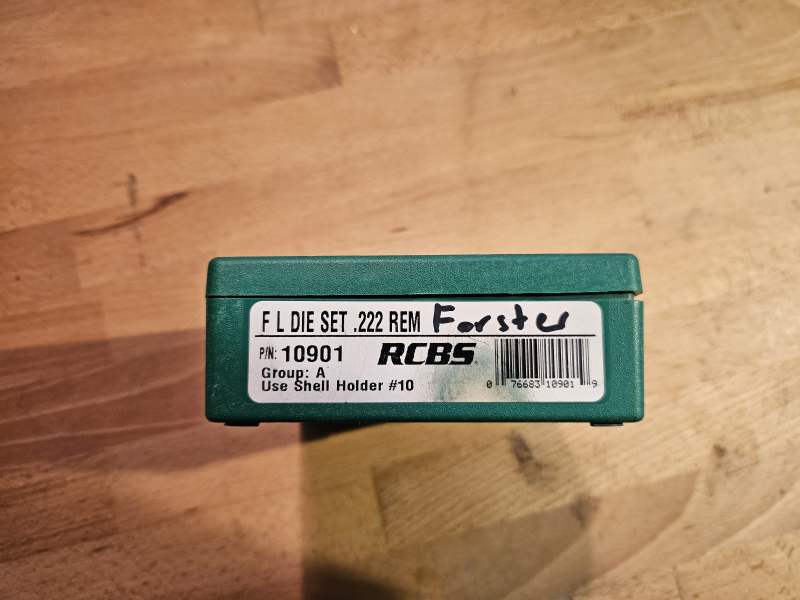 F L DIE SET .222 REM Forster
P/N: 10901 RCBS
Group: A
Use Shell Holder #10
0 76683 10901 9